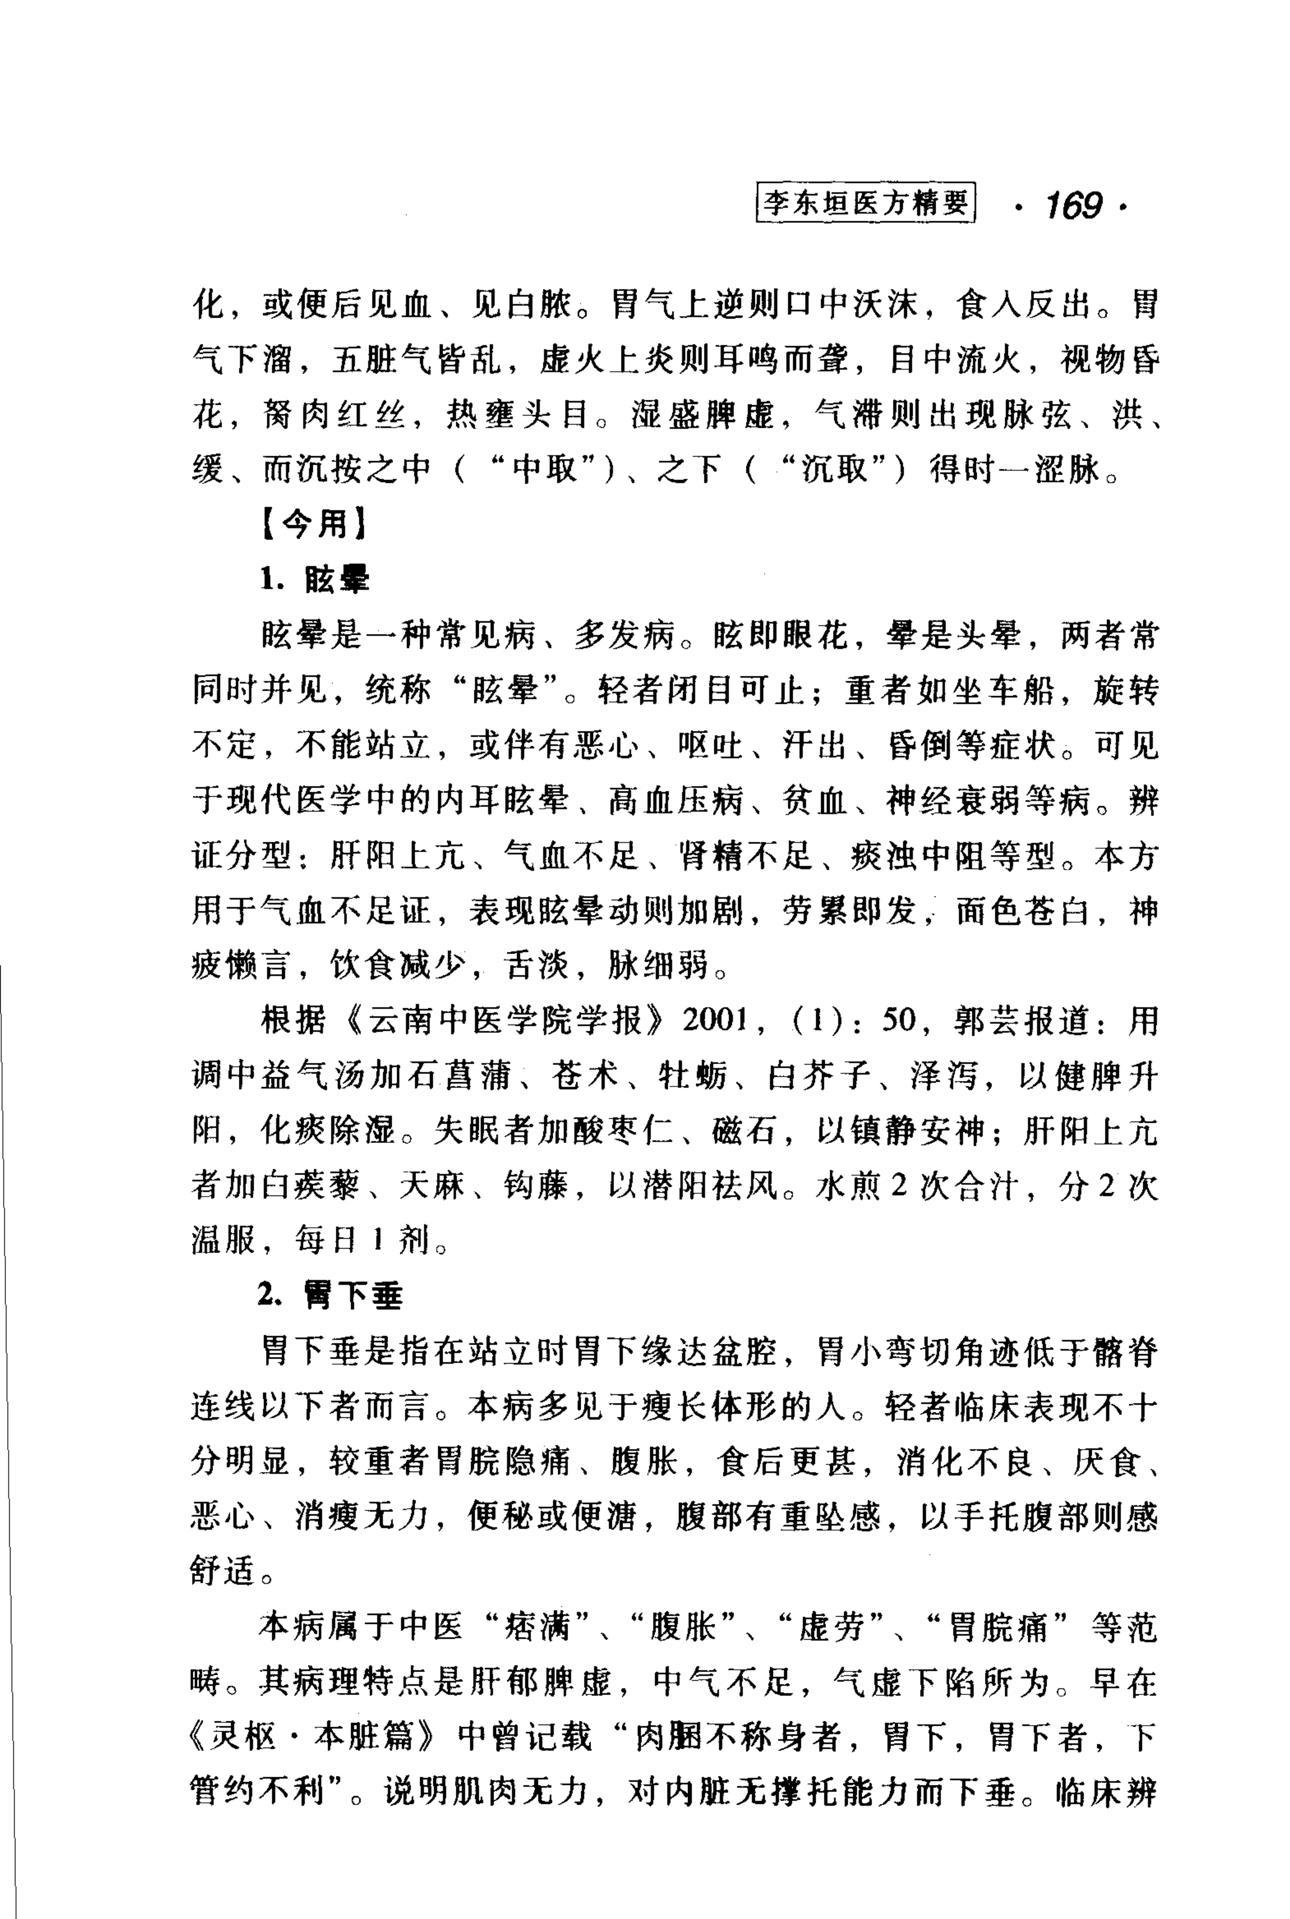 李东垣医方精要 · 169 ·
化，或便后见血、见白脓。胃气上逆则口中沃沫，食入反出。胃
气下溜，五脏气皆乱，虚火上炎则耳鸣而聋，目中流火，视物昏
花，胬肉红丝，热壅头目。湿盛脾虚，气滞则出现脉弦、洪、
缓、而沉按之中（“中取”）、之下（“沉取”）得时一涩脉。
【今用】
1. 眩晕
眩晕是一种常见病、多发病。眩即眼花，晕是头晕，两者常
同时并见，统称“眩晕”。轻者闭目可止；重者如坐车船，旋转
不定，不能站立，或伴有恶心、呕吐、汗出、昏倒等症状。可见
于现代医学中的内耳眩晕、高血压病、贫血、神经衰弱等病。辨
证分型：肝阳上亢、气血不足、肾精不足、痰浊中阻等型。本方
用于气血不足证，表现眩晕动则加剧，劳累即发，面色苍白，神
疲懒言，饮食减少，舌淡，脉细弱。
根据《云南中医学院学报》2001，（1）：50，郭芸报道：用
调中益气汤加石菖蒲、苍术、牡蛎、白芥子、泽泻，以健脾升
阳，化痰除湿。失眠者加酸枣仁、磁石，以镇静安神；肝阳上亢
者加白蒺藜、天麻、钩藤，以潜阳祛风。水煎2次合汁，分2次
温服，每日1剂。
2. 胃下垂
胃下垂是指在站立时胃下缘达盆腔，胃小弯切角迹低于髂脊
连线以下者而言。本病多见于瘦长体形的人。轻者临床表现不十
分明显，较重者胃脘隐痛、腹胀，食后更甚，消化不良、厌食、
恶心、消瘦无力，便秘或便溏，腹部有重坠感，以手托腹部则感
舒适。
本病属于中医“痞满”、“腹胀”、“虚劳”、“胃脘痛”等范
畴。其病理特点是肝郁脾虚，中气不足，气虚下陷所为。早在
《灵枢·本脏篇》中曾记载“肉䐃不称身者，胃下，胃下者，下
管约不利”。说明肌肉无力，对内脏无撑托能力而下垂。临床辨